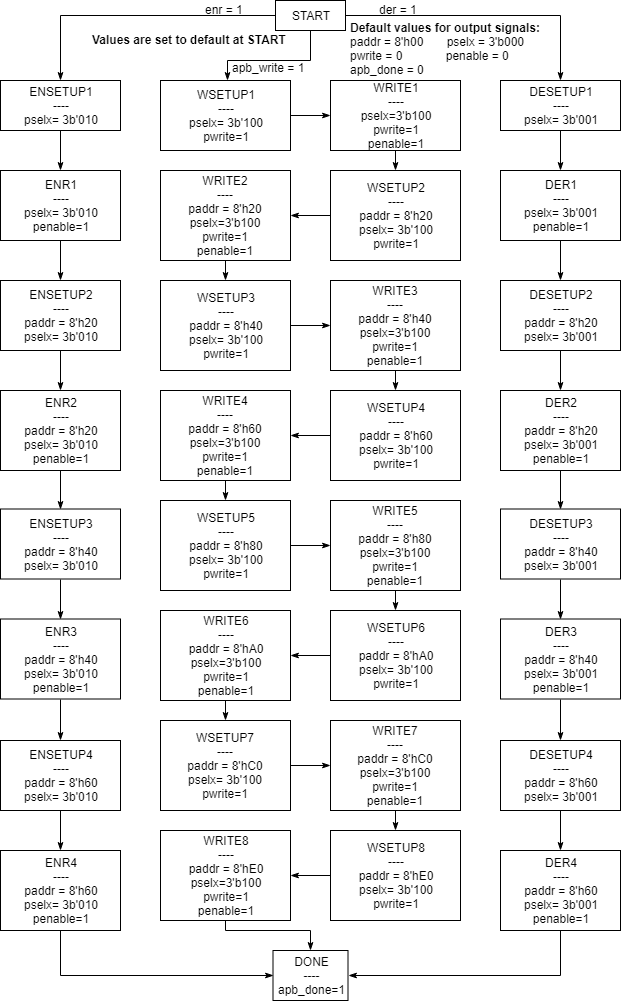 enr = 1
START
der = 1
Values are set to default at START
Default values for output signals:
paddr = 8'h00 pselx = 3'b000
pwrite = 0 penable = 0
apb_done = 0
apb_write = 1
ENSETUP1
----
pselx= 3b'010
WSETUP1
----
pselx= 3b'100
pwrite=1
WRITE1
----
pselx=3'b100
pwrite=1
penable=1
DESETUP1
----
pselx= 3b'001
ENR1
----
pselx= 3b'010
penable=1
WRITE2
----
paddr = 8'h20
pselx=3'b100
pwrite=1
penable=1
WSETUP2
----
paddr = 8'h20
pselx= 3b'100
pwrite=1
DER1
----
pselx= 3b'001
penable=1
ENSETUP2
----
paddr = 8'h20
pselx= 3b'010
WSETUP3
----
paddr = 8'h40
pselx= 3b'100
pwrite=1
WRITE3
----
paddr = 8'h40
pselx=3'b100
pwrite=1
penable=1
DESETUP2
----
paddr = 8'h20
pselx= 3b'001
ENR2
----
paddr = 8'h20
pselx= 3b'010
penable=1
WRITE4
----
paddr = 8'h60
pselx=3'b100
pwrite=1
penable=1
WSETUP4
----
paddr = 8'h60
pselx= 3b'100
pwrite=1
DER2
----
paddr = 8'h20
pselx= 3b'001
penable=1
ENSETUP3
----
paddr = 8'h40
pselx= 3b'010
WSETUP5
----
paddr = 8'h80
pselx= 3b'100
pwrite=1
WRITE5
----
paddr = 8'h80
pselx=3'b100
pwrite=1
penable=1
DESETUP3
----
paddr = 8'h40
pselx= 3b'001
ENR3
----
paddr = 8'h40
pselx= 3b'010
penable=1
WRITE6
----
paddr = 8'hA0
pselx=3'b100
pwrite=1
penable=1
WSETUP6
----
paddr = 8'hA0
pselx= 3b'100
pwrite=1
DER3
----
paddr = 8'h40
pselx= 3b'001
penable=1
ENSETUP4
----
paddr = 8'h60
pselx= 3b'010
WSETUP7
----
paddr = 8'hC0
pselx= 3b'100
pwrite=1
WRITE7
----
paddr = 8'hC0
pselx=3'b100
pwrite=1
penable=1
DESETUP4
----
paddr = 8'h60
pselx= 3b'001
ENR4
----
paddr = 8'h60
pselx= 3b'010
penable=1
WRITE8
----
paddr = 8'hE0
pselx=3'b100
pwrite=1
penable=1
WSETUP8
----
paddr = 8'hE0
pselx= 3b'100
pwrite=1
DER4
----
paddr = 8'h60
pselx= 3b'001
penable=1
DONE
----
apb_done=1